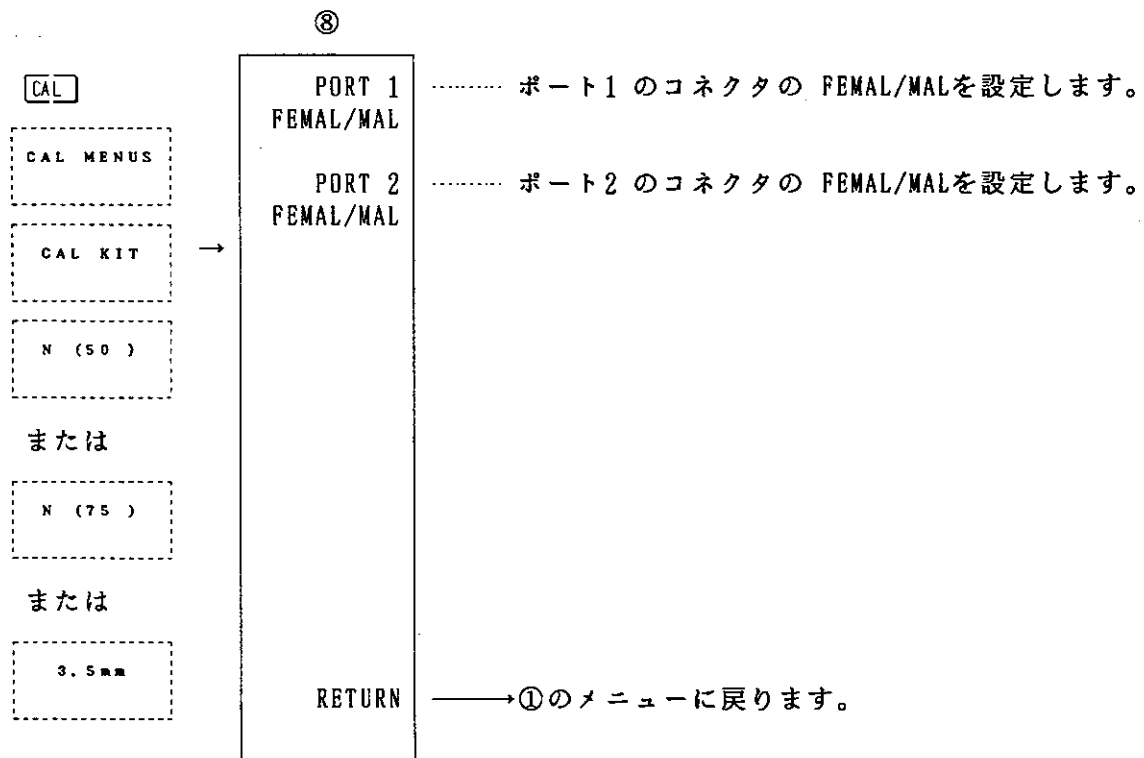 ⑧
CAL
CAL MENUS
CAL KIT
N (50 )
または
N (75 )
または
3.5mm
→
PORT 1 ……… ポート1 のコネクタの FEMAL/MALを設定します。
FEMAL/MAL
PORT 2 ……… ポート2 のコネクタの FEMAL/MALを設定します。
FEMAL/MAL
RETURN ──→①のメニューに戻ります。